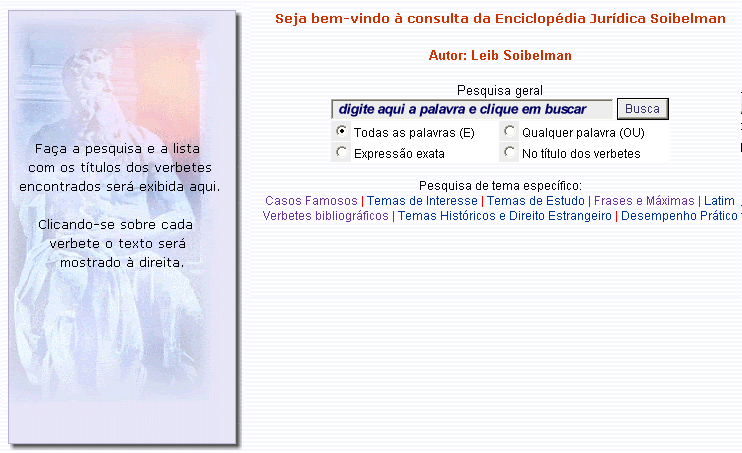 Faça a pesquisa e a lista
com os títulos dos verbetes
encontrados será exibida aqui.
Clicando-se sobre cada
verbete o texto será
mostrado à direita.
Seja bem-vindo à consulta da Enciclopédia Jurídica Soibelman
Autor: Leib Soibelman
Pesquisa geral
digite aqui a palavra e clique em buscar Busca
Todas as palavras (E) Qualquer palavra (OU)
Expressão exata No título dos verbetes
Pesquisa de tema específico:
Casos Famosos | Temas de Interesse | Temas de Estudo | Frases e Máximas | Latim
Verbetes bibliográficos | Temas Históricos e Direito Estrangeiro | Desempenho Prático